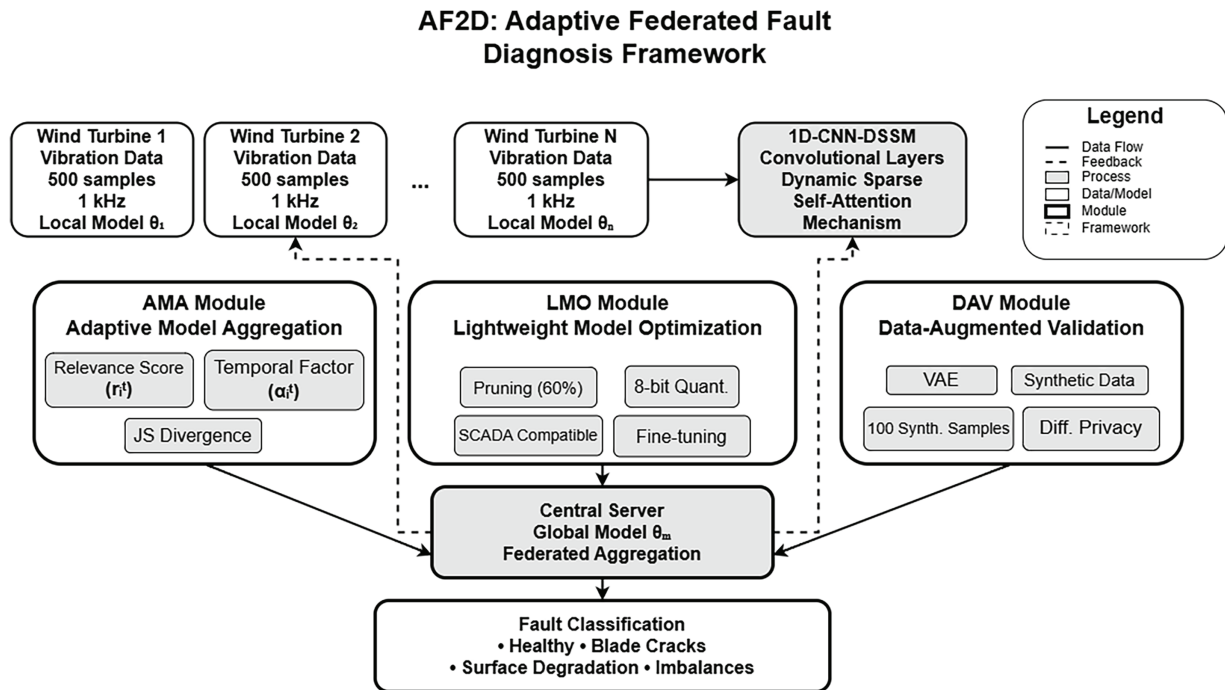 AF2D: Adaptive Federated Fault
Diagnosis Framework
Wind Turbine 1
Vibration Data
500 samples
1 kHz
Local Model θ₁
Wind Turbine 2
Vibration Data
500 samples
1 kHz
Local Model θ₂
...
Wind Turbine N
Vibration Data
500 samples
1 kHz
Local Model θₙ
1D-CNN-DSSM
Convolutional Layers
Dynamic Sparse
Self-Attention
Mechanism
Legend
Data Flow
Feedback
Process
Data/Model
Module
Framework
AMA Module
Adaptive Model Aggregation
Relevance Score
(rᵢᵗ)
Temporal Factor
(αᵢᵗ)
JS Divergence
LMO Module
Lightweight Model Optimization
Pruning (60%)
8-bit Quant.
SCADA Compatible
Fine-tuning
DAV Module
Data-Augmented Validation
VAE
Synthetic Data
100 Synth. Samples
Diff. Privacy
Central Server
Global Model θₘ
Federated Aggregation
Fault Classification
• Healthy • Blade Cracks
• Surface Degradation • Imbalances